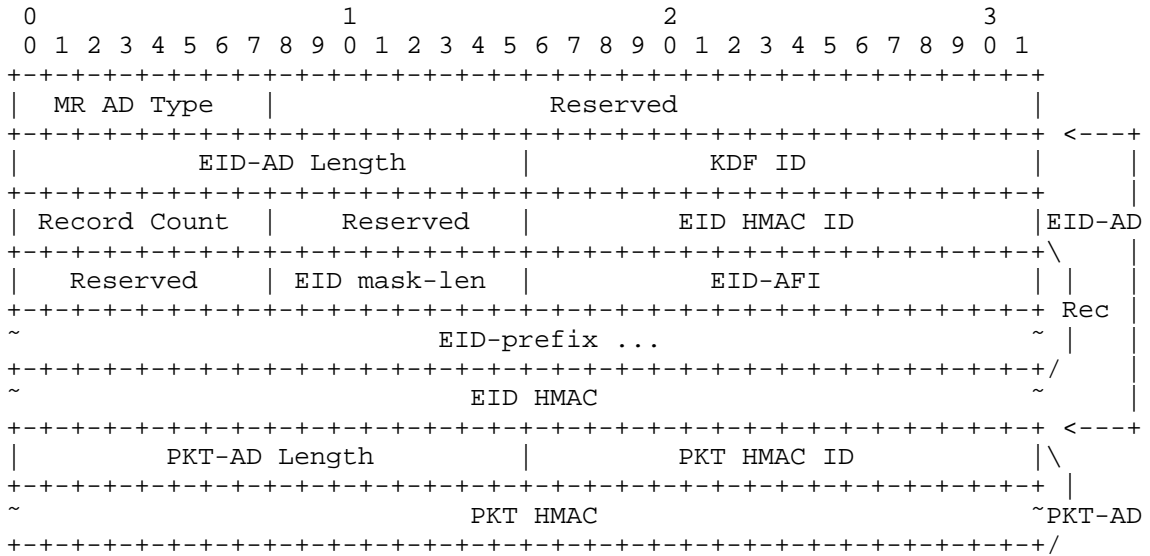 0                   1                   2                   3
 0 1 2 3 4 5 6 7 8 9 0 1 2 3 4 5 6 7 8 9 0 1 2 3 4 5 6 7 8 9 0 1
+-+-+-+-+-+-+-+-+-+-+-+-+-+-+-+-+-+-+-+-+-+-+-+-+-+-+-+-+-+-+-+-+
|  MR AD Type   |                 Reserved                      |
+-+-+-+-+-+-+-+-+-+-+-+-+-+-+-+-+-+-+-+-+-+-+-+-+-+-+-+-+-+-+-+-+ <---+
|           EID-AD Length       |           KDF ID              |     |
+-+-+-+-+-+-+-+-+-+-+-+-+-+-+-+-+-+-+-+-+-+-+-+-+-+-+-+-+-+-+-+-+     |
| Record Count  |    Reserved   |         EID HMAC ID           |EID-AD
+-+-+-+-+-+-+-+-+-+-+-+-+-+-+-+-+-+-+-+-+-+-+-+-+-+-+-+-+-+-+-+-+\    |
|   Reserved    | EID mask-len  |           EID-AFI             | |   |
+-+-+-+-+-+-+-+-+-+-+-+-+-+-+-+-+-+-+-+-+-+-+-+-+-+-+-+-+-+-+-+-+ Rec |
~                          EID-prefix ...                       ~ |   |
+-+-+-+-+-+-+-+-+-+-+-+-+-+-+-+-+-+-+-+-+-+-+-+-+-+-+-+-+-+-+-+-+/    |
~                            EID HMAC                           ~     |
+-+-+-+-+-+-+-+-+-+-+-+-+-+-+-+-+-+-+-+-+-+-+-+-+-+-+-+-+-+-+-+-+ <---+
|         PKT-AD Length         |         PKT HMAC ID           |\
+-+-+-+-+-+-+-+-+-+-+-+-+-+-+-+-+-+-+-+-+-+-+-+-+-+-+-+-+-+-+-+-+ |
~                            PKT HMAC                           ~PKT-AD
+-+-+-+-+-+-+-+-+-+-+-+-+-+-+-+-+-+-+-+-+-+-+-+-+-+-+-+-+-+-+-+-+/